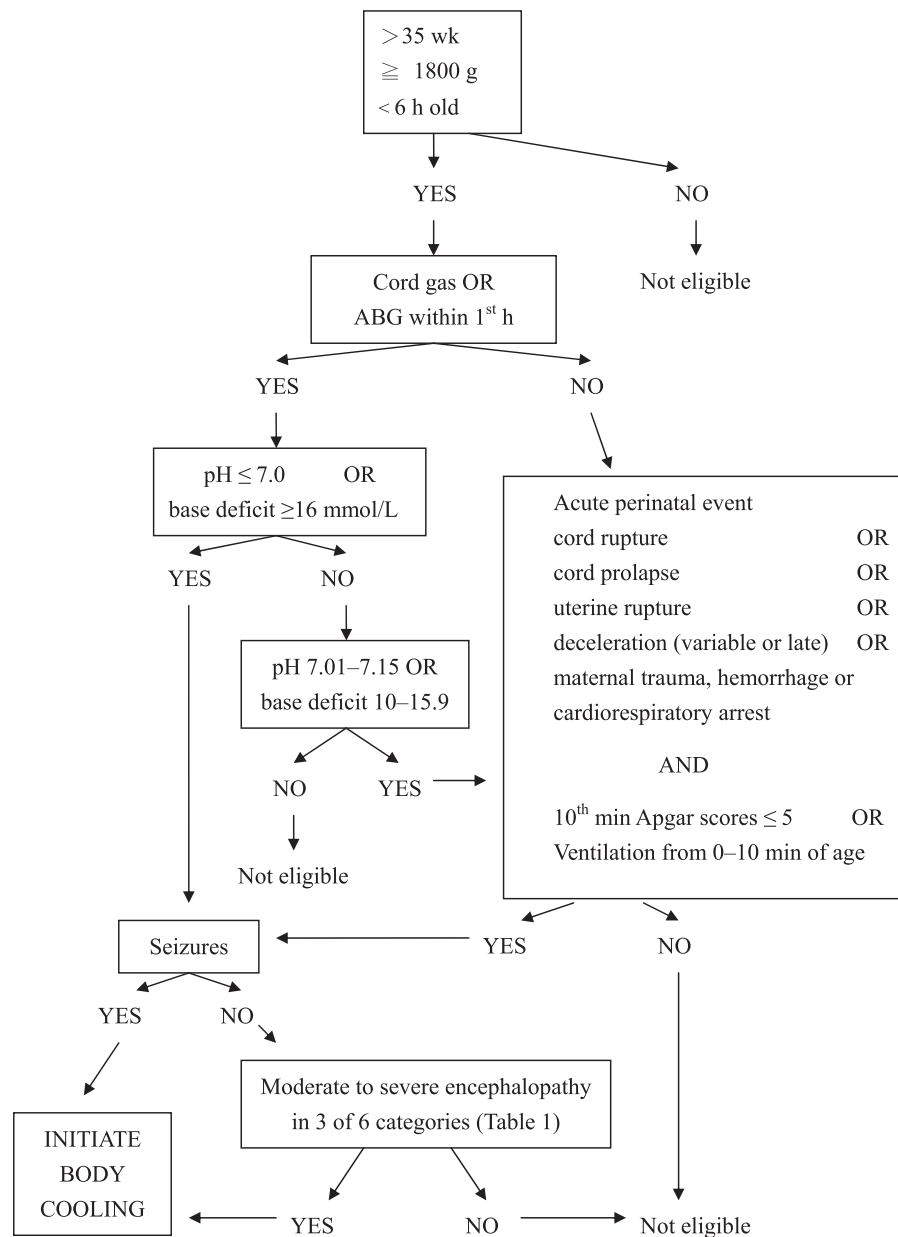 ＞35 wk
≧ 1800 g
< 6 h old
YES
NO
Not eligible
Cord gas OR
ABG within 1st h
YES
NO
pH ≤ 7.0 OR
base deficit ≥16 mmol/L
YES
NO
pH 7.01–7.15 OR
base deficit 10–15.9
NO
YES
Not eligible
Acute perinatal event
cord rupture OR
cord prolapse OR
uterine rupture OR
deceleration (variable or late) OR
maternal trauma, hemorrhage or
cardiorespiratory arrest
AND
10th min Apgar scores ≤ 5 OR
Ventilation from 0–10 min of age
YES
NO
Seizures
YES
NO
Moderate to severe encephalopathy
in 3 of 6 categories (Table 1)
INITIATE
BODY
COOLING
YES
NO
Not eligible